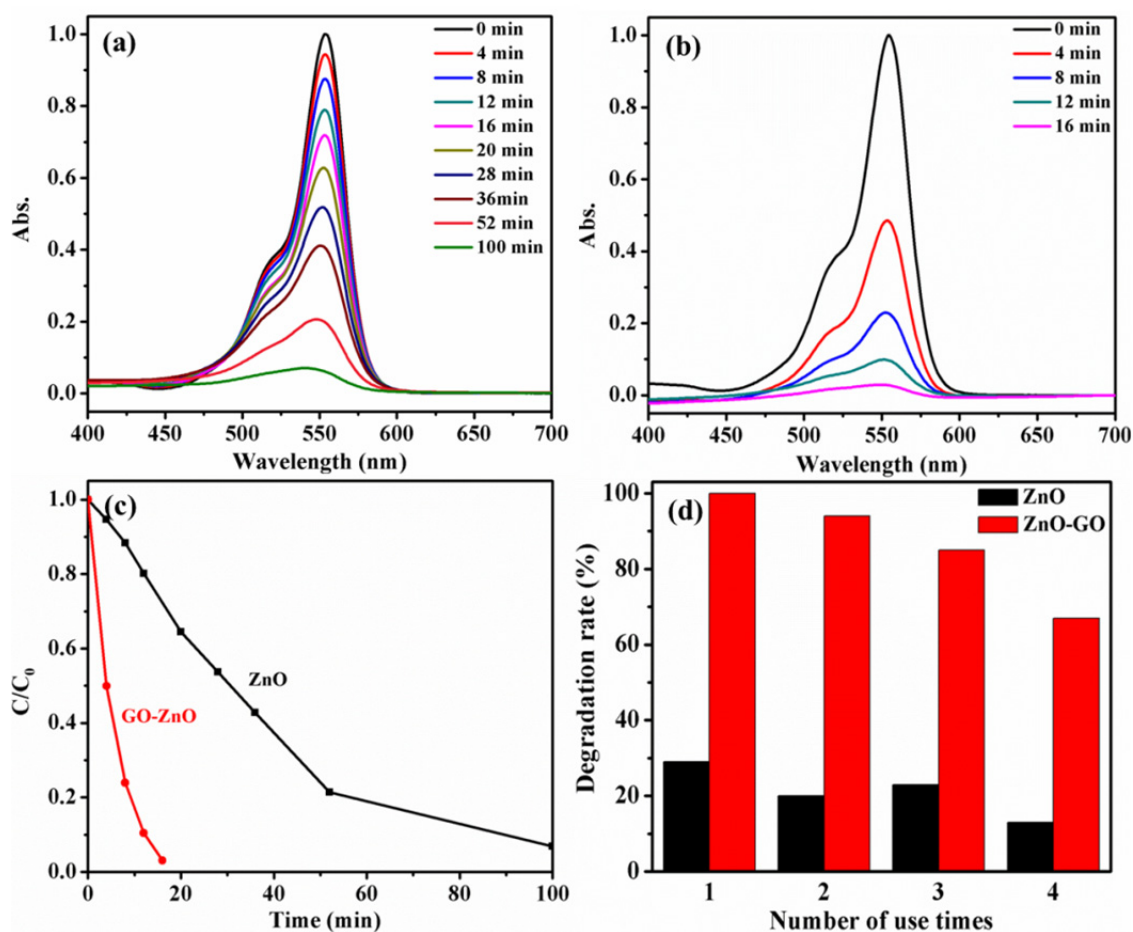 (a)
0 min
4 min
8 min
12 min
16 min
20 min
28 min
36min
52 min
100 min
Abs.
1.0
0.8
0.6
0.4
0.2
0.0
400 450 500 550 600 650 700
Wavelength (nm)
(b)
0 min
4 min
8 min
12 min
16 min
Abs.
1.0
0.8
0.6
0.4
0.2
0.0
400 450 500 550 600 650 700
Wavelength (nm)
(c)
C/C0
1.0
0.8
0.6
0.4
0.2
0.0
ZnO
GO-ZnO
0 20 40 60 80 100
Time (min)
(d)
ZnO
ZnO-GO
Degradation rate (%)
100
80
60
40
20
0
1 2 3 4
Number of use times